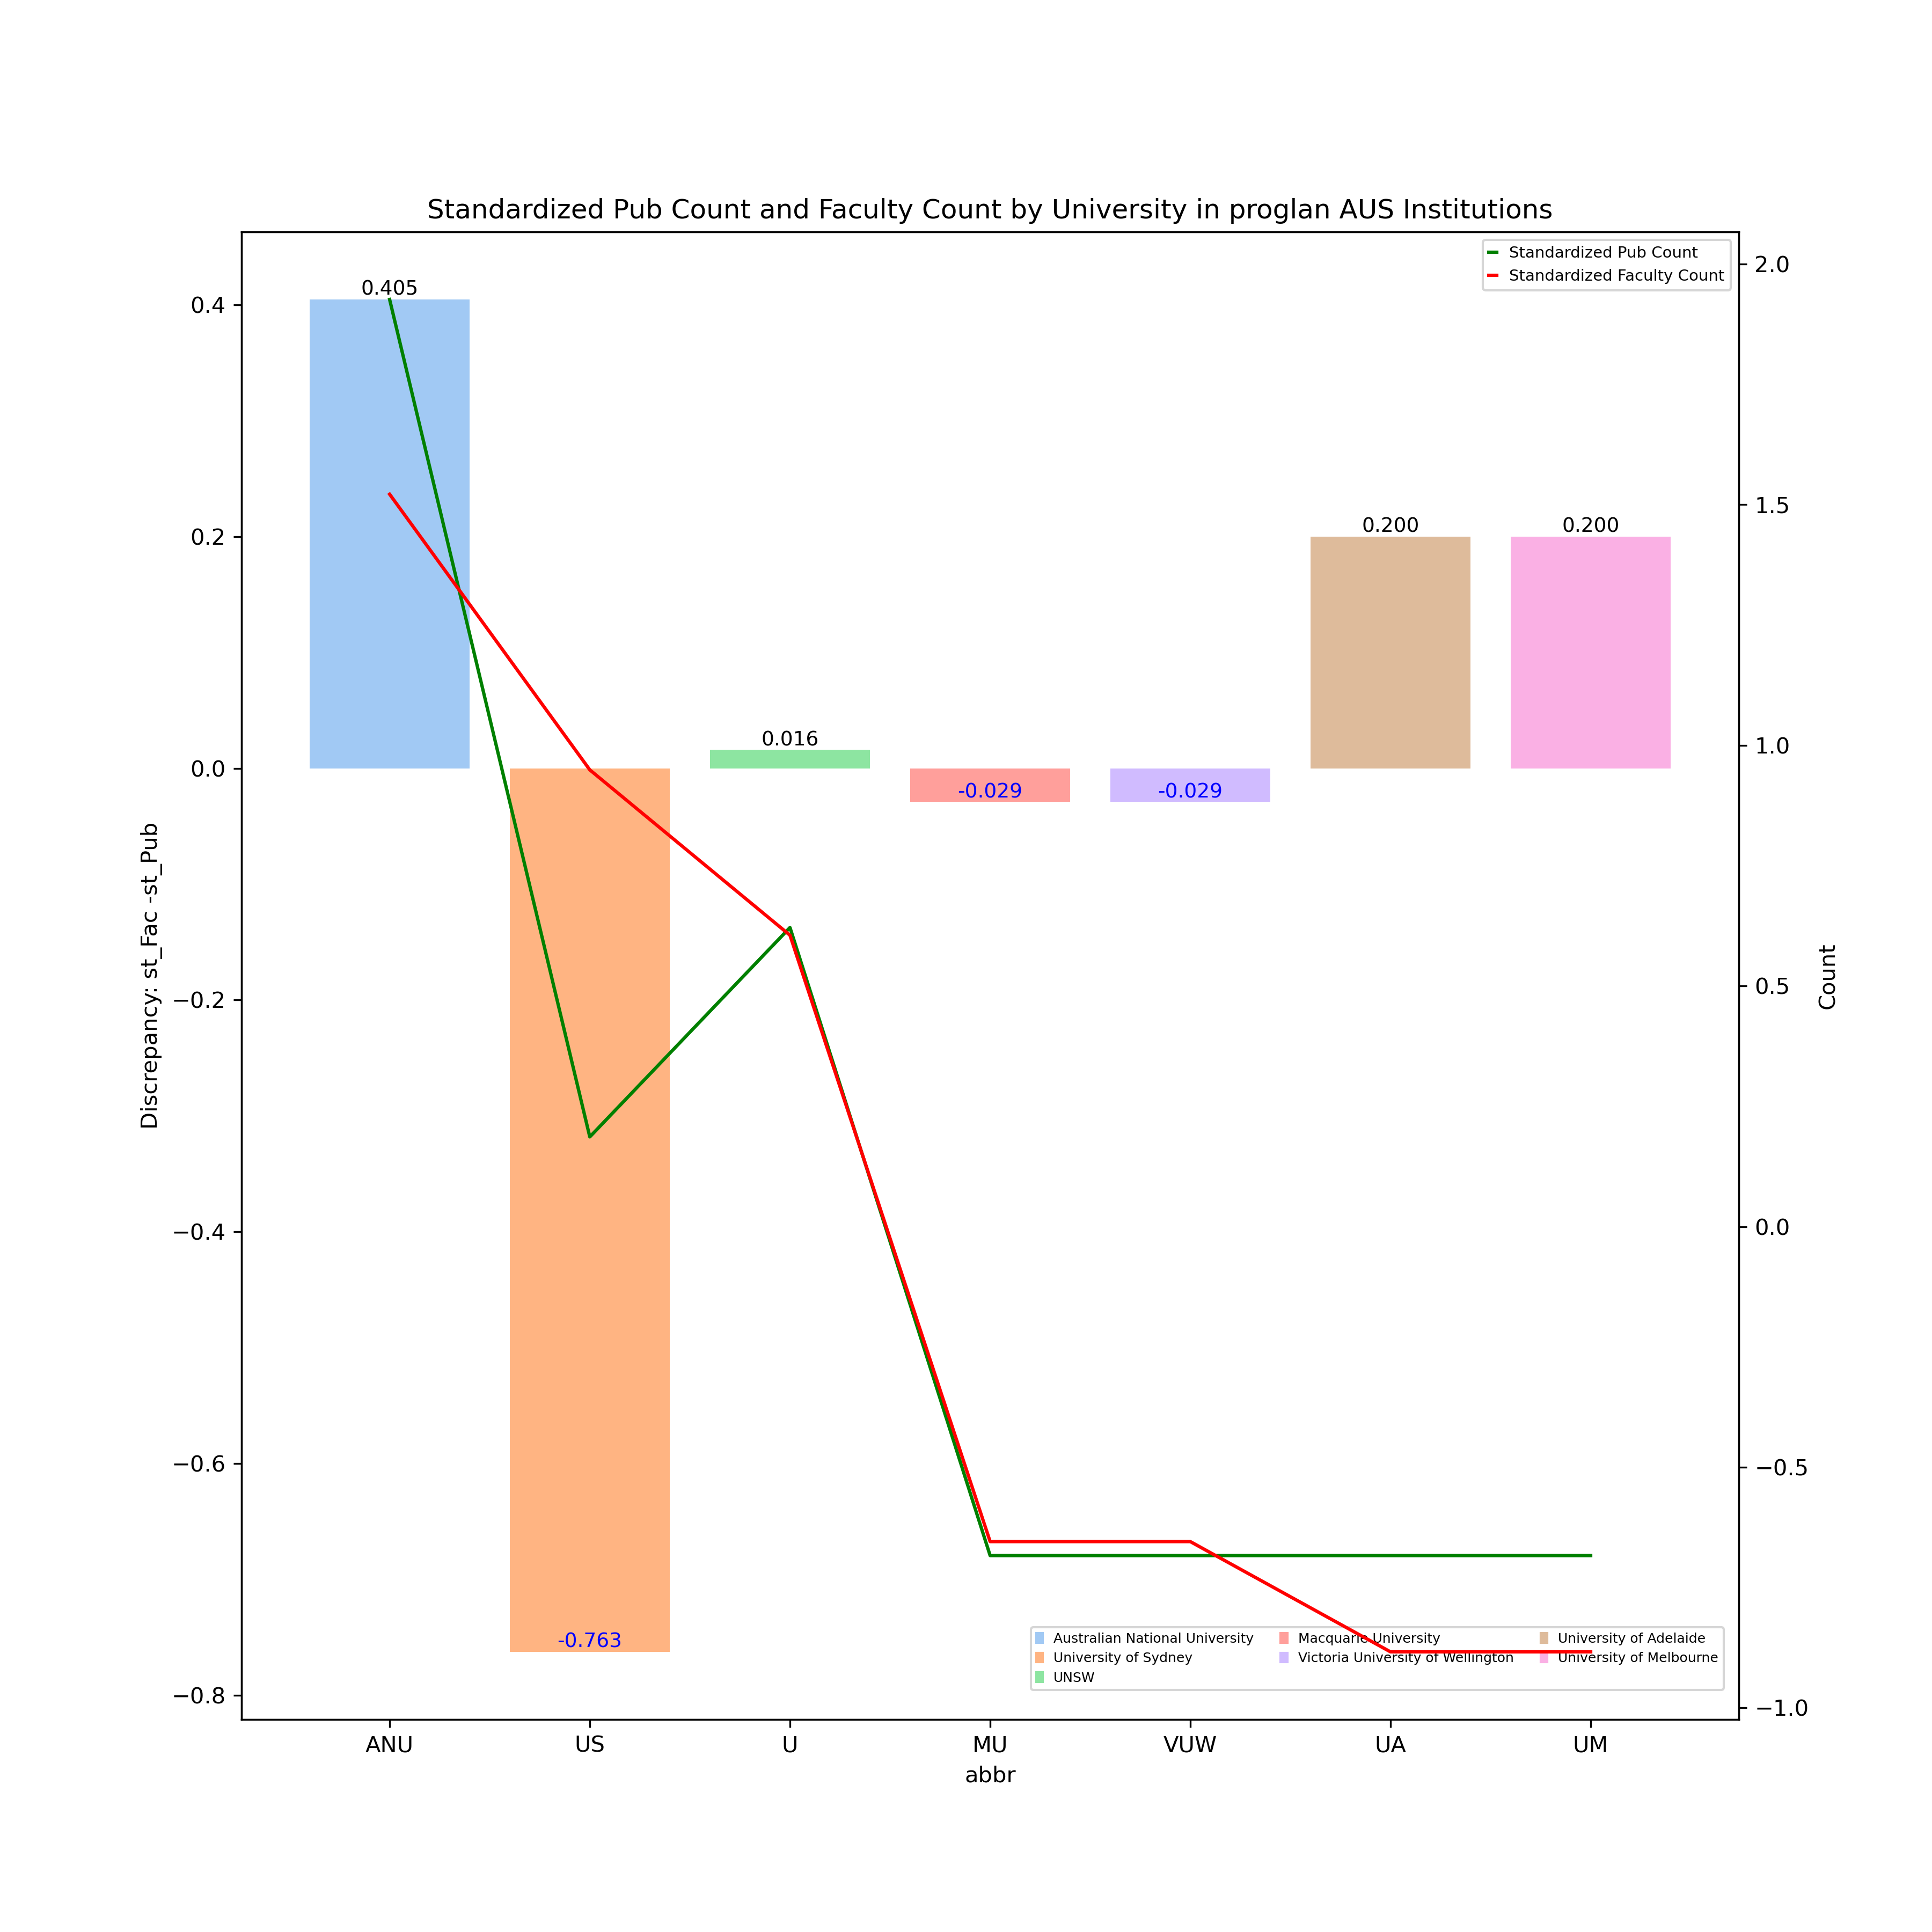 Standardized Pub Count and Faculty Count by University in proglan AUS Institutions
Standardized Pub Count
Standardized Faculty Count
0.405
-0.763
0.016
-0.029
-0.029
0.200
0.200
0.4
0.2
0.0
−0.2
−0.4
−0.6
−0.8
Discrepancy: st_Fac -st_Pub
2.0
1.5
1.0
0.5
0.0
−0.5
−1.0
Count
Australian National University
University of Sydney
UNSW
Macquarie University
Victoria University of Wellington
University of Adelaide
University of Melbourne
ANU
US
U
MU
VUW
UA
UM
abbr